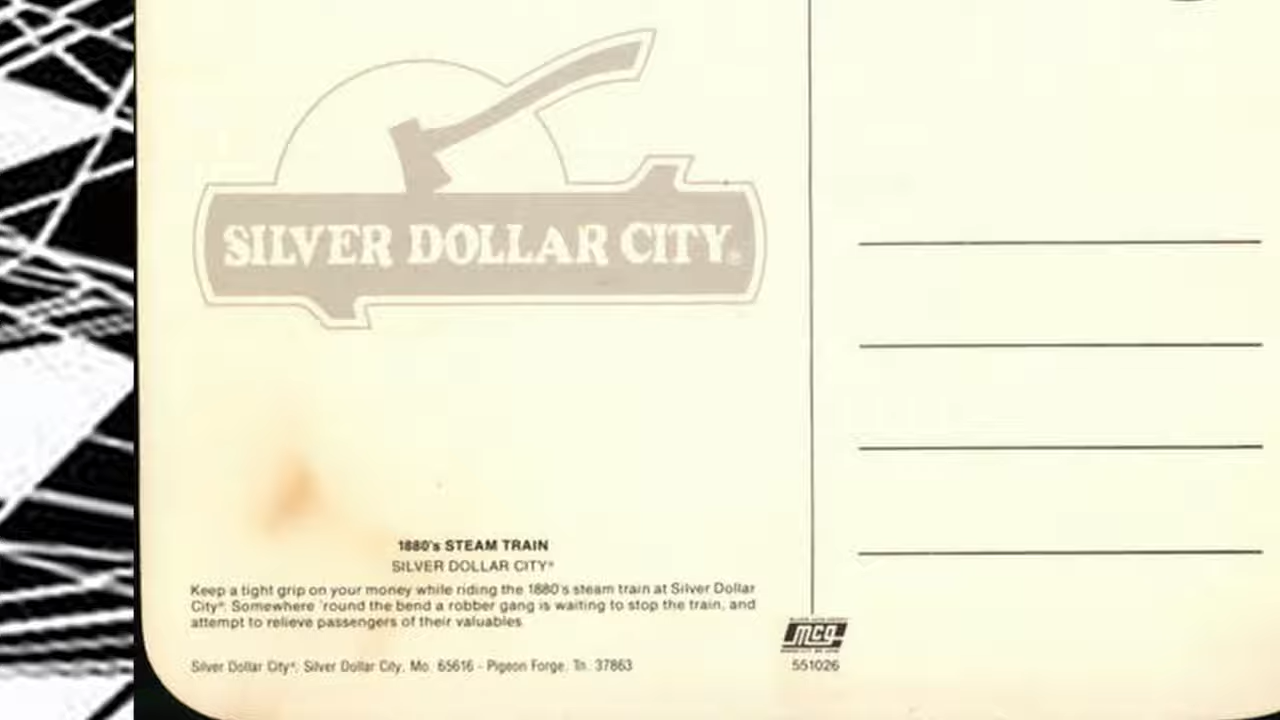 SILVER DOLLAR CITY®
1880's STEAM TRAIN
SILVER DOLLAR CITY®
Keep a tight grip on your money while riding the 1880's steam train at Silver Dollar
City®. Somewhere 'round the bend a robber gang is waiting to stop the train, and
attempt to relieve passengers of their valuables.
Silver Dollar City®, Silver Dollar City, Mo. 65616 - Pigeon Forge, Tn. 37863
mcg
551026